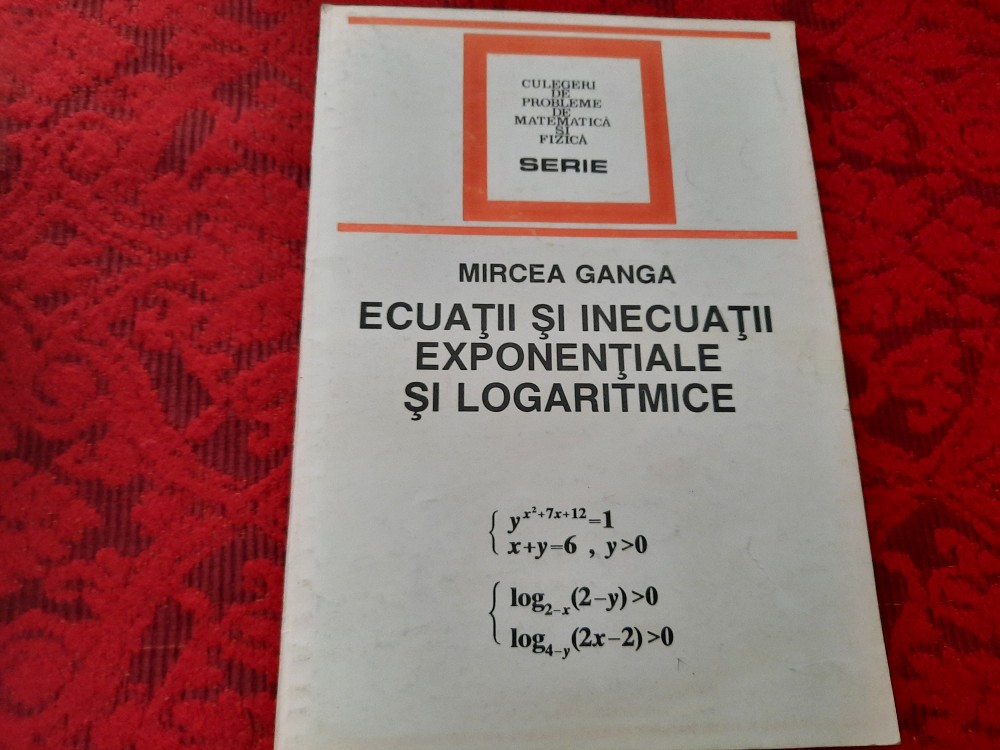 CULEGERI
DE
PROBLEME
DE
MATEMATICĂ
ŞI
FIZICĂ
SERIE
MIRCEA GANGA
ECUAŢII ŞI INECUAŢII
EXPONENŢIALE
ŞI LOGARITMICE
y^{x²+7x+12}=1
x+y=6 , y>0
log_{2-x}(2-y)>0
log_{4-y}(2x-2)>0